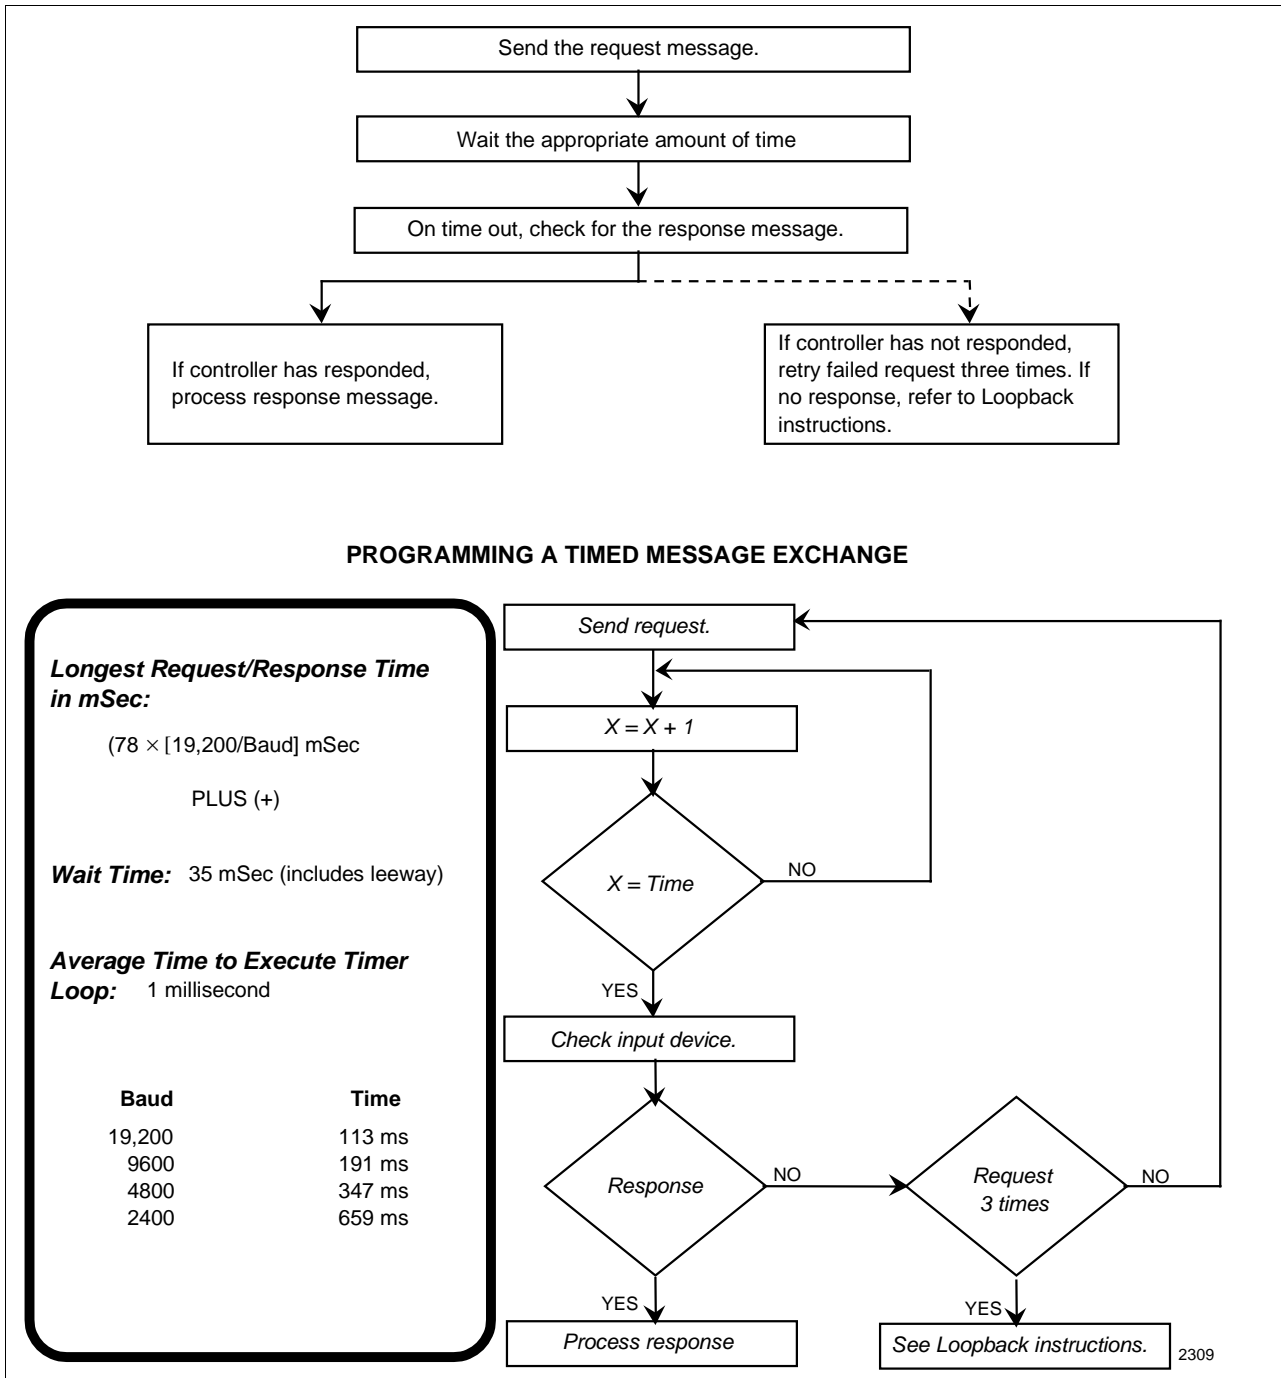 Send the request message.
Wait the appropriate amount of time
On time out, check for the response message.
If controller has responded,
process response message.
If controller has not responded,
retry failed request three times. If
no response, refer to Loopback
instructions.
PROGRAMMING A TIMED MESSAGE EXCHANGE
Longest Request/Response Time
in mSec:
(78 × [19,200/Baud] mSec
PLUS (+)
Wait Time: 35 mSec (includes leeway)
Average Time to Execute Timer
Loop: 1 millisecond
Baud Time
19,200 113 ms
9600 191 ms
4800 347 ms
2400 659 ms
Send request.
X = X + 1
X = Time
NO
YES
Check input device.
Response
NO
Request
3 times
NO
YES
Process response
YES
See Loopback instructions.
2309